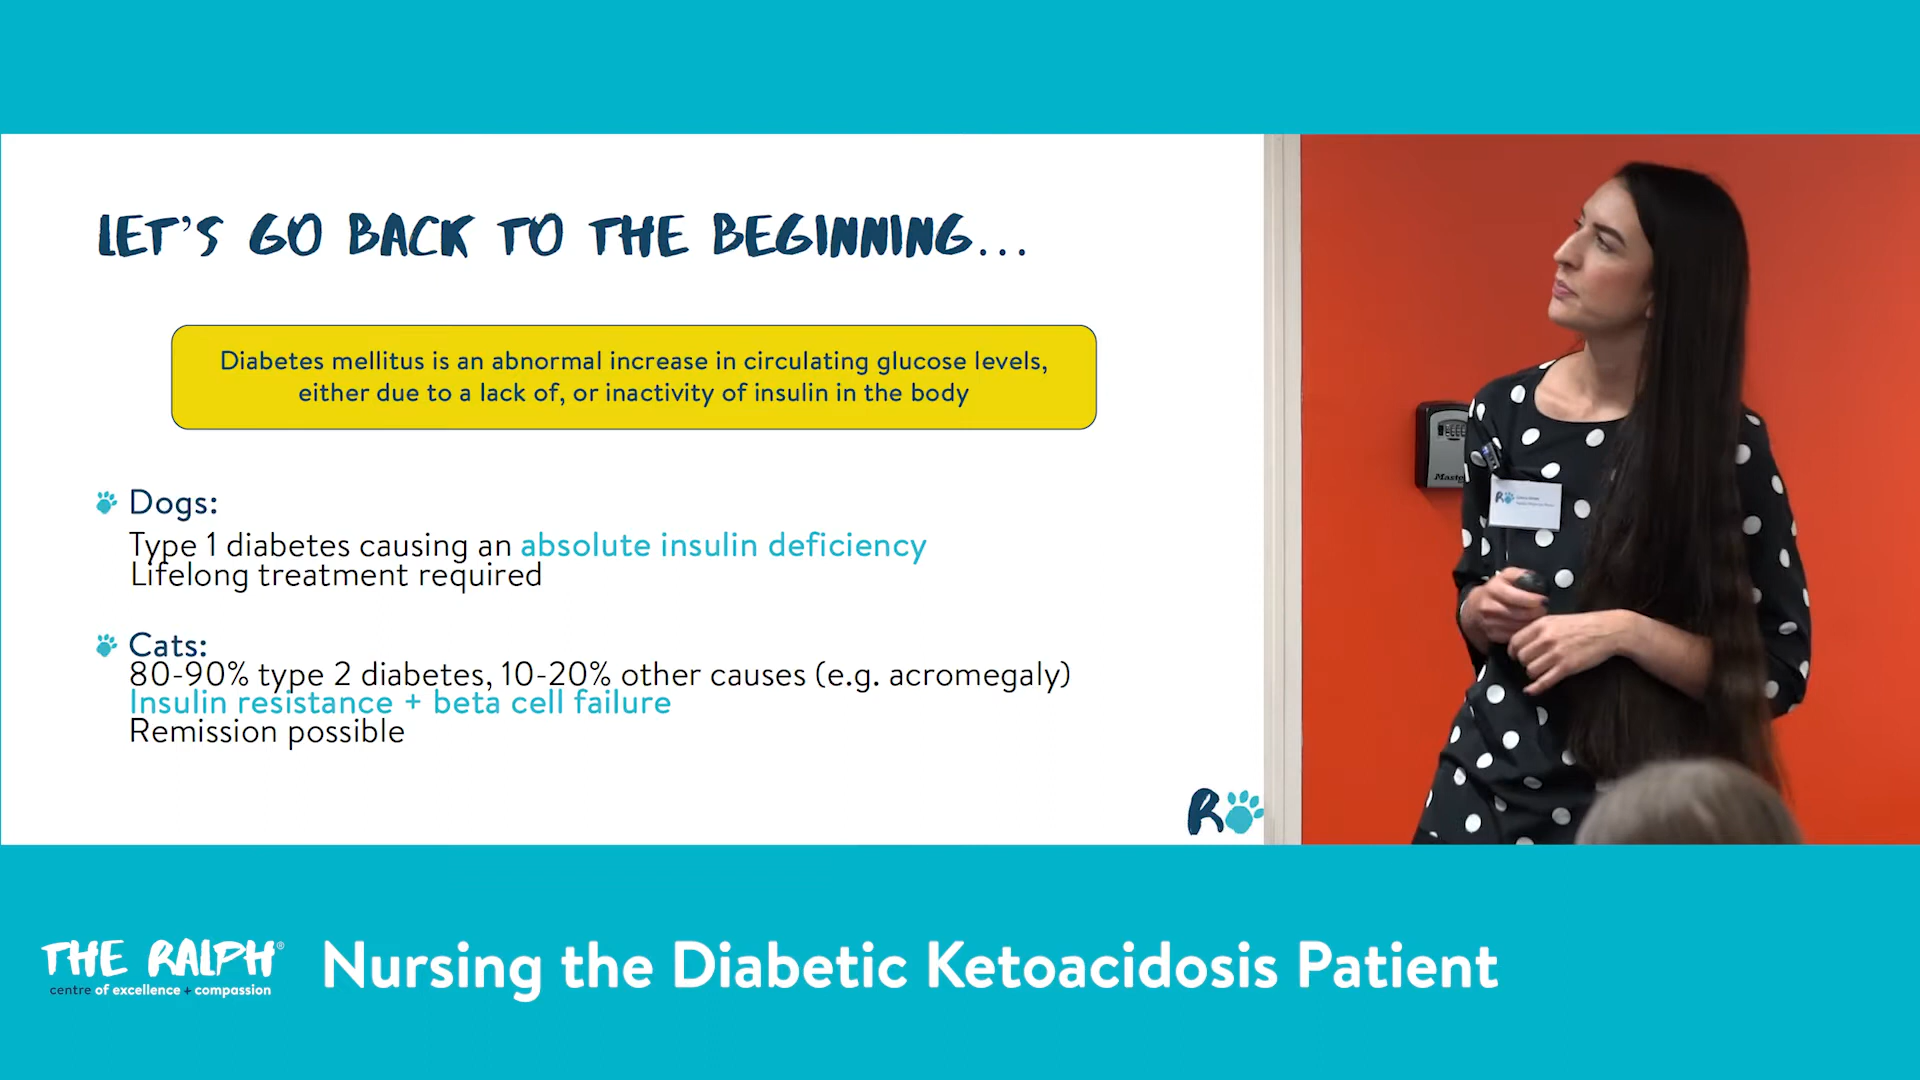 LET'S GO BACK TO THE BEGINNING...
Diabetes mellitus is an abnormal increase in circulating glucose levels,
either due to a lack of, or inactivity of insulin in the body
Dogs:
Type 1 diabetes causing an absolute insulin deficiency
Lifelong treatment required
Cats:
80-90% type 2 diabetes, 10-20% other causes (e.g. acromegaly)
Insulin resistance + beta cell failure
Remission possible
R
Master
R
THE RALPH®
centre of excellence + compassion
Nursing the Diabetic Ketoacidosis Patient